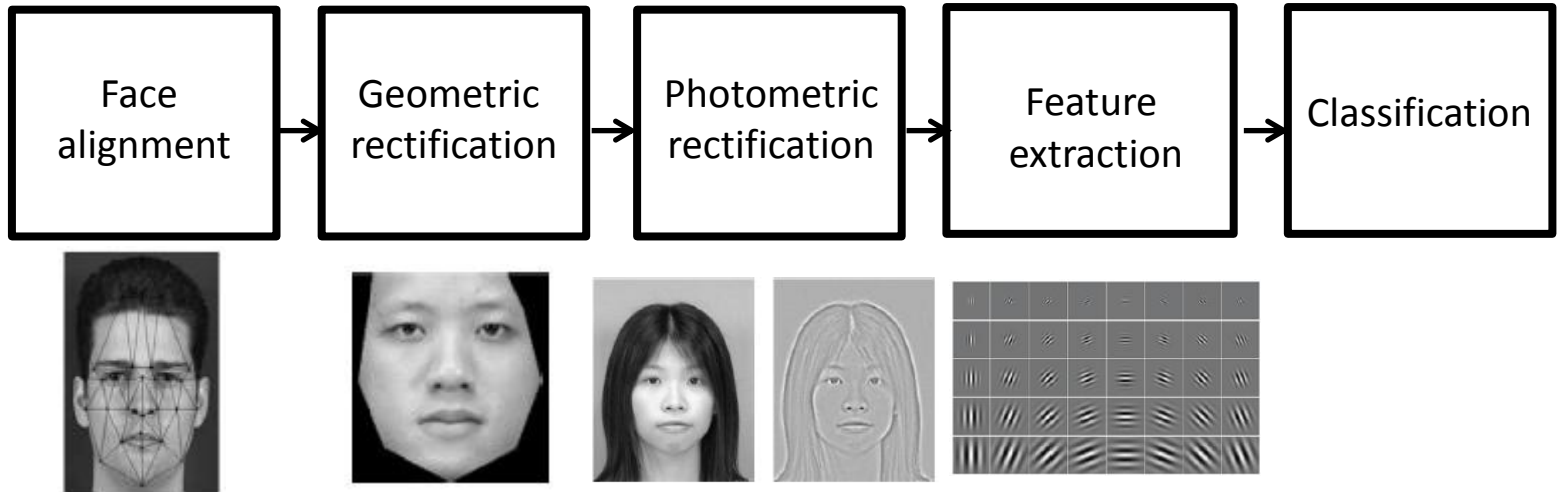 Face
alignment
Geometric
rectification
Photometric
rectification
Feature
extraction
Classification